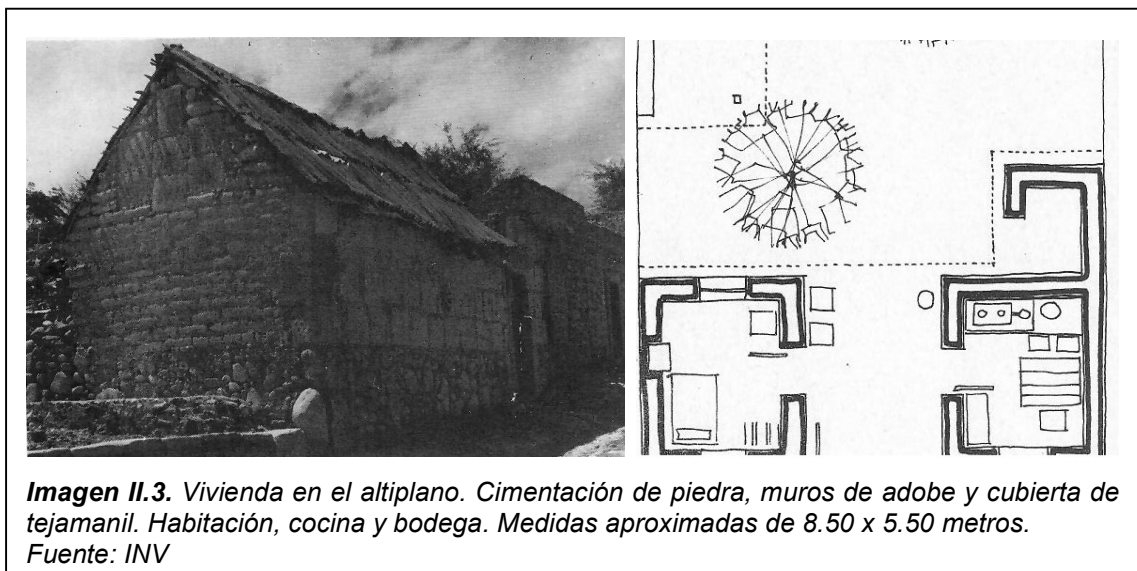 Imagen II.3. Vivienda en el altiplano. Cimentación de piedra, muros de adobe y cubierta de
tejamanil. Habitación, cocina y bodega. Medidas aproximadas de 8.50 x 5.50 metros.
Fuente: INV